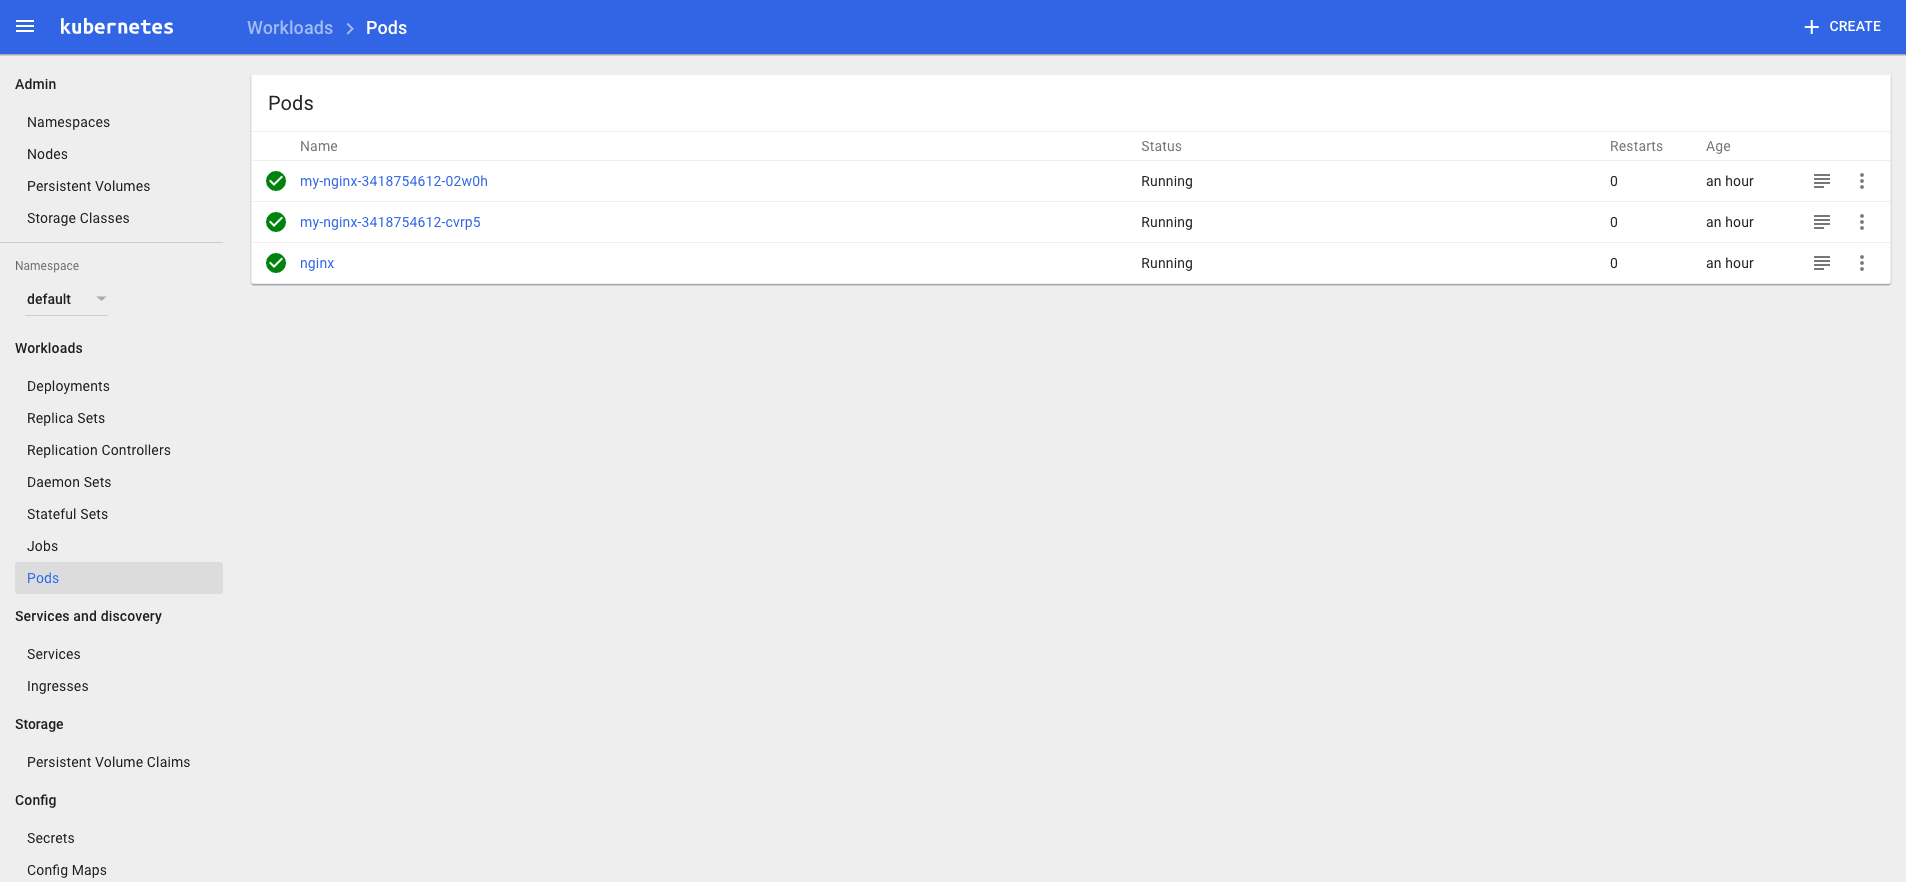 kubernetes
Workloads > Pods
+ CREATE
Admin
Namespaces
Nodes
Persistent Volumes
Storage Classes
Namespace
default
Workloads
Deployments
Replica Sets
Replication Controllers
Daemon Sets
Stateful Sets
Jobs
Pods
Services and discovery
Services
Ingresses
Storage
Persistent Volume Claims
Config
Secrets
Config Maps
Pods
Name Status Restarts Age
my-nginx-3418754612-02w0h Running 0 an hour
my-nginx-3418754612-cvrp5 Running 0 an hour
nginx Running 0 an hour